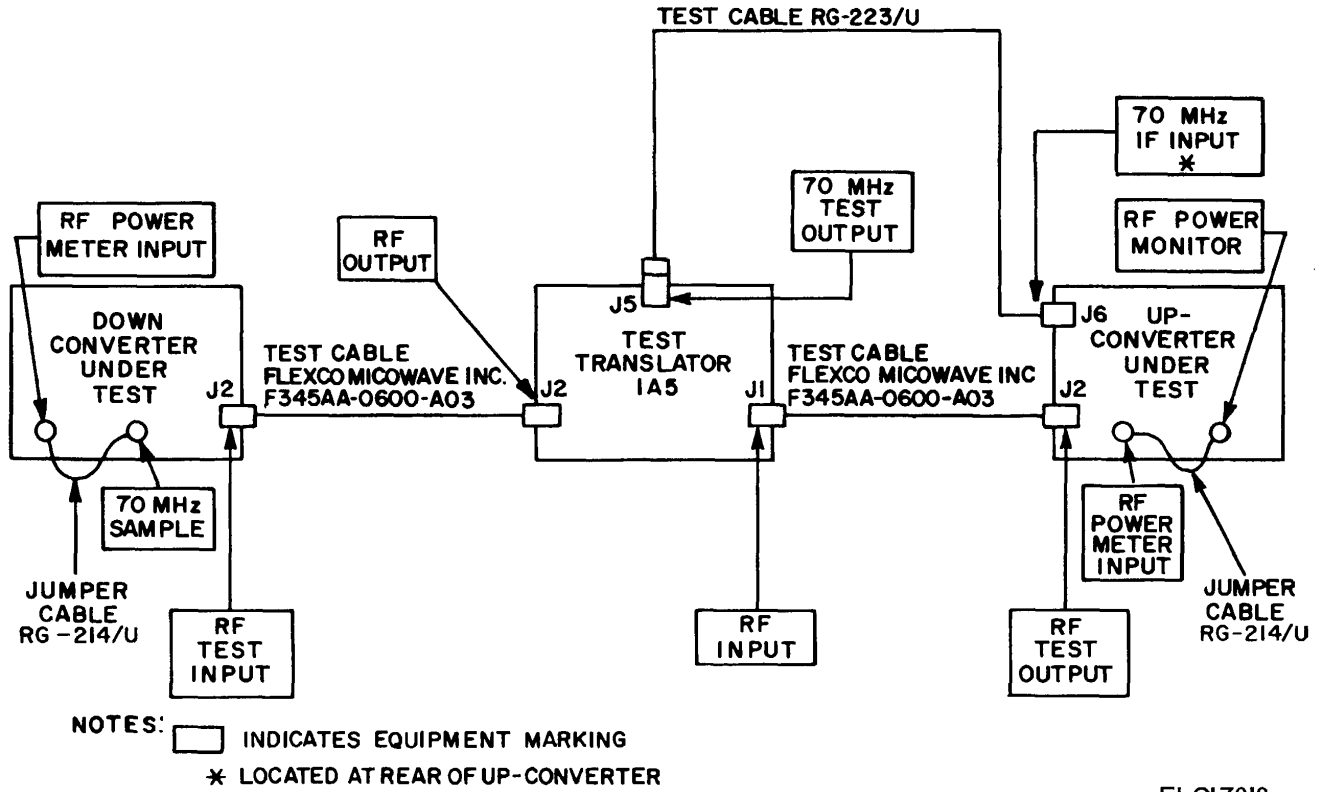 TEST CABLE RG-223/U
70 MHz
IF INPUT
*
70 MHz
TEST
OUTPUT
RF POWER
METER INPUT
RF
OUTPUT
RF POWER
MONITOR
J5
J6
DOWN
CONVERTER
UNDER
TEST
J2
TEST CABLE
FLEXCO MICOWAVE INC.
F345AA-0600-A03
J2
TEST
TRANSLATOR
IA5
J1
TEST CABLE
FLEXCO MICOWAVE INC
F345AA-0600-A03
J2
UP-
CONVERTER
UNDER
TEST
70 MHz
SAMPLE
RF
POWER
METER
INPUT
JUMPER
CABLE
RG-214/U
RF
TEST
INPUT
RF
INPUT
RF
TEST
OUTPUT
JUMPER
CABLE
RG-214/U
NOTES:
INDICATES EQUIPMENT MARKING
* LOCATED AT REAR OF UP-CONVERTER